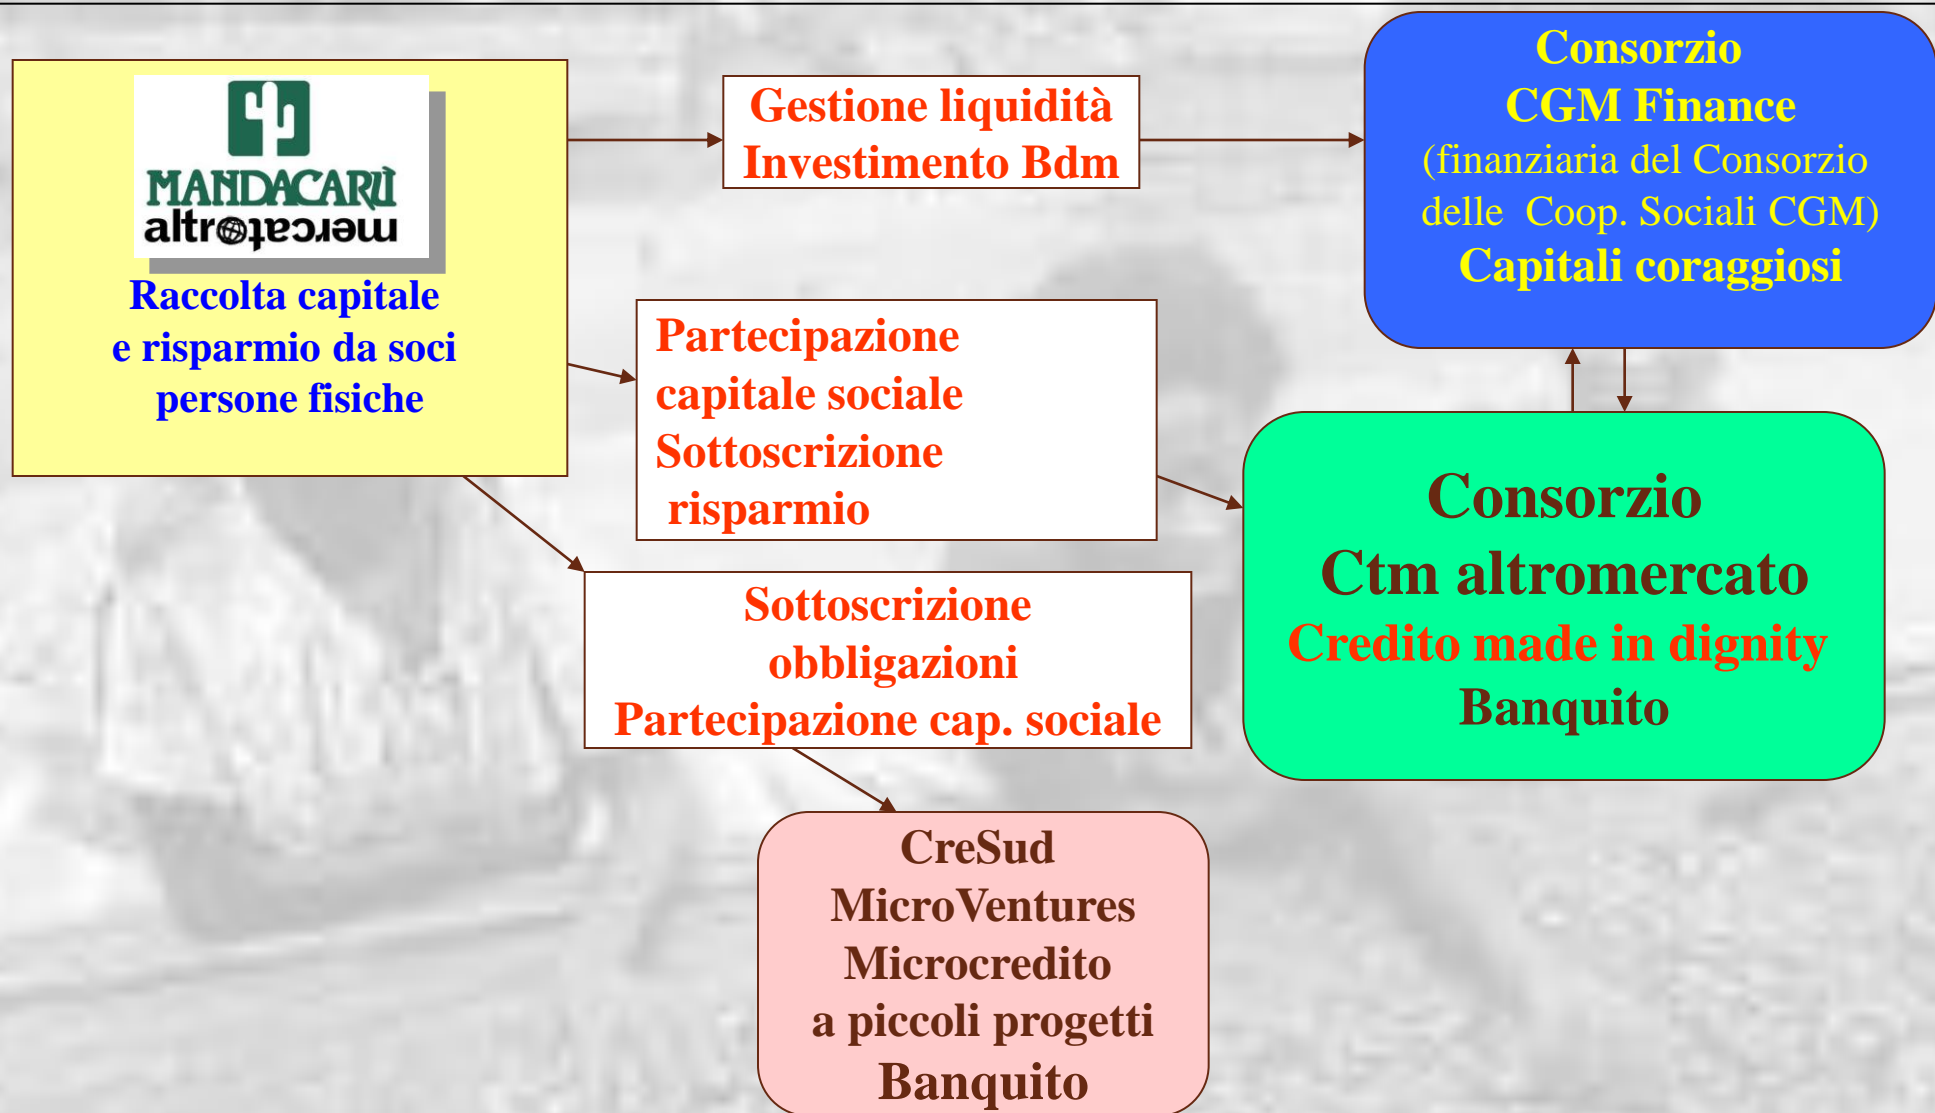 MANDACARÙ
altromercato
Raccolta capitale
e risparmio da soci
persone fisiche
Gestione liquidità
Investimento Bdm
Consorzio
CGM Finance
(finanziaria del Consorzio
delle Coop. Sociali CGM)
Capitali coraggiosi
Partecipazione
capitale sociale
Sottoscrizione
risparmio
Consorzio
Ctm altromercato
Credito made in dignity
Banquito
Sottoscrizione
obbligazioni
Partecipazione cap. sociale
CreSud
MicroVentures
Microcredito
a piccoli progetti
Banquito